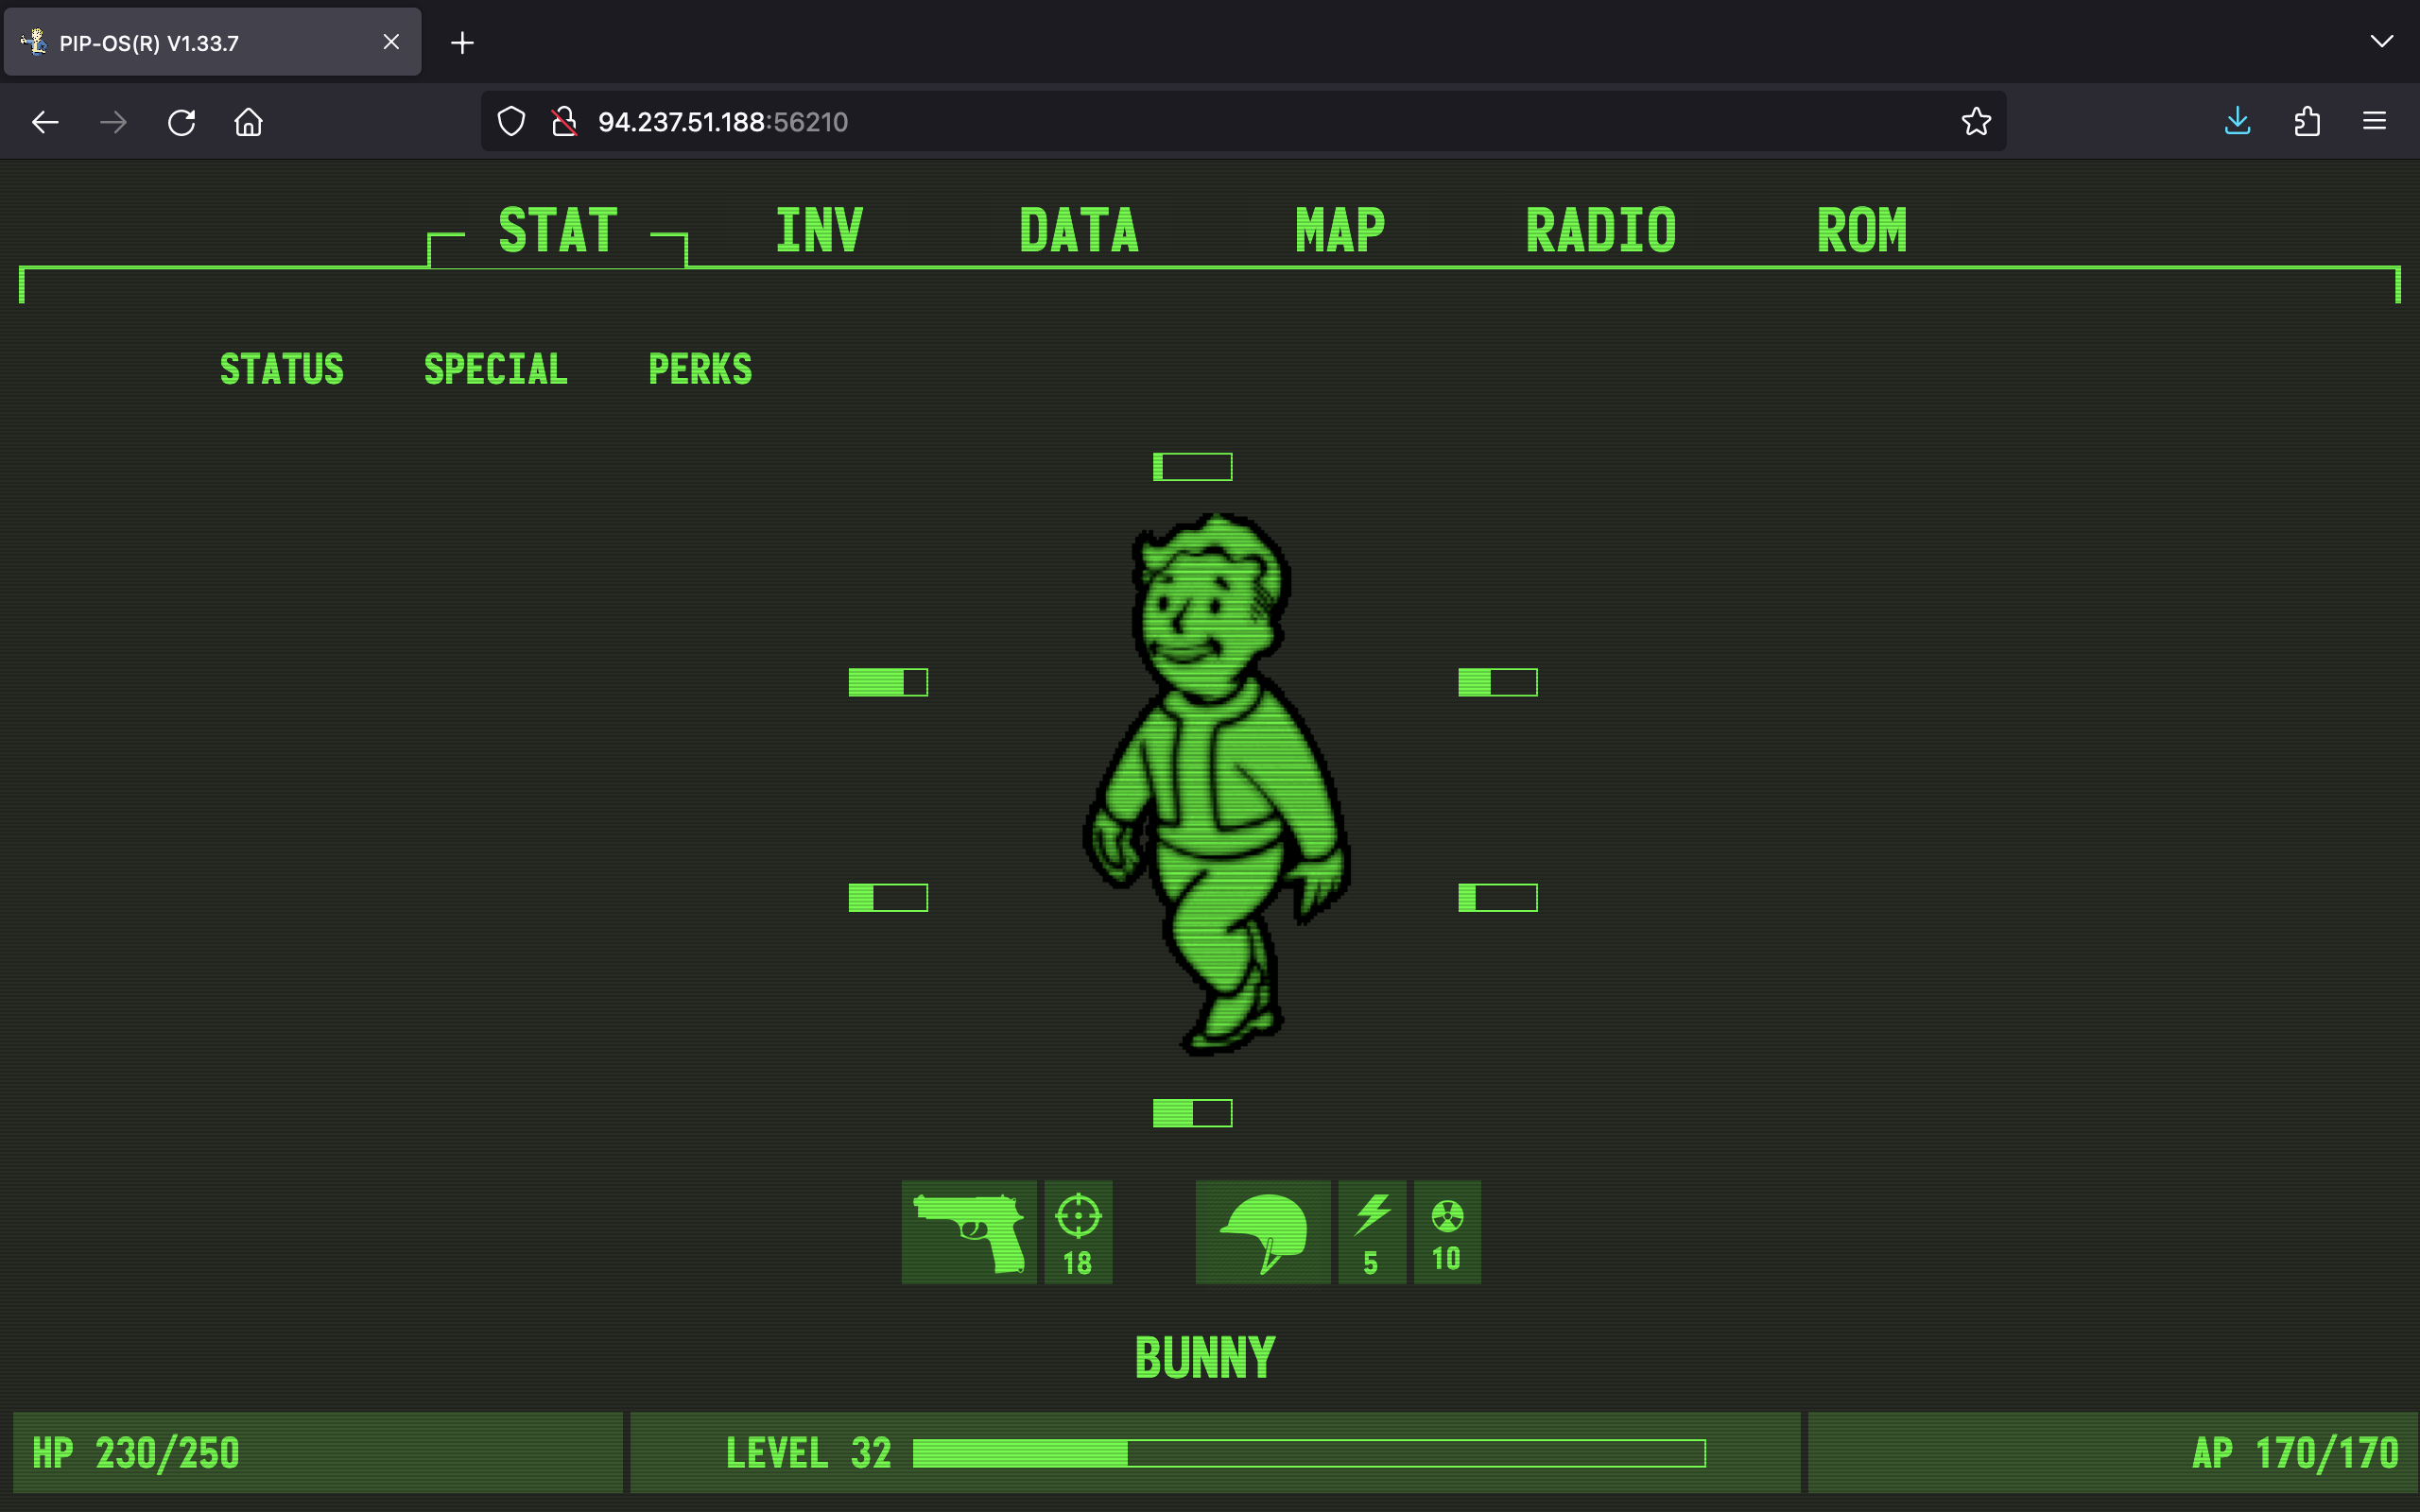 PIP-OS(R) V1.33.7
94.237.51.188:56210
STAT INV DATA MAP RADIO ROM
STATUS SPECIAL PERKS
18 5 10
BUNNY
HP 230/250 LEVEL 32 AP 170/170